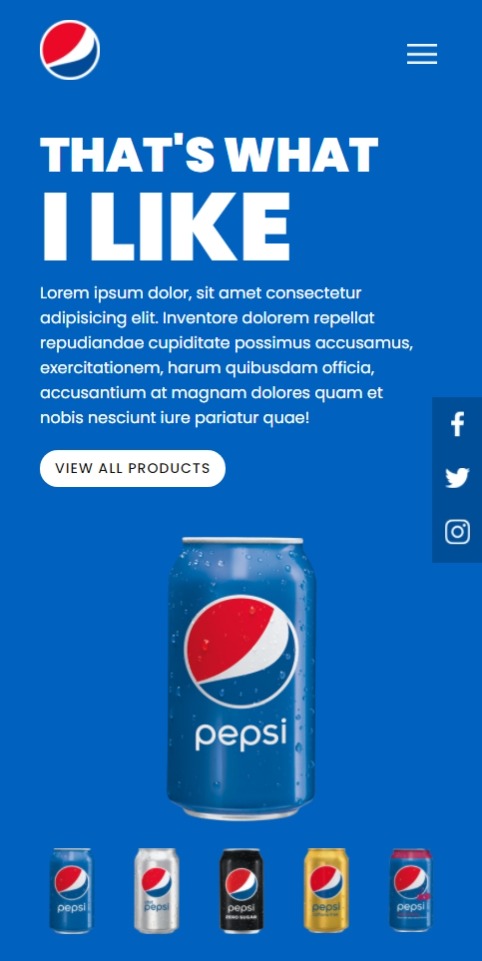 THAT'S WHAT
I LIKE
Lorem ipsum dolor, sit amet consectetur
adipisicing elit. Inventore dolorem repellat
repudiandae cupiditate possimus accusamus,
exercitationem, harum quibusdam officia,
accusantium at magnam dolores quam et
nobis nesciunt iure pariatur quae!
VIEW ALL PRODUCTS
pepsi
pepsi
pepsi
pepsi
ZERO SUGAR
pepsi
pepsi